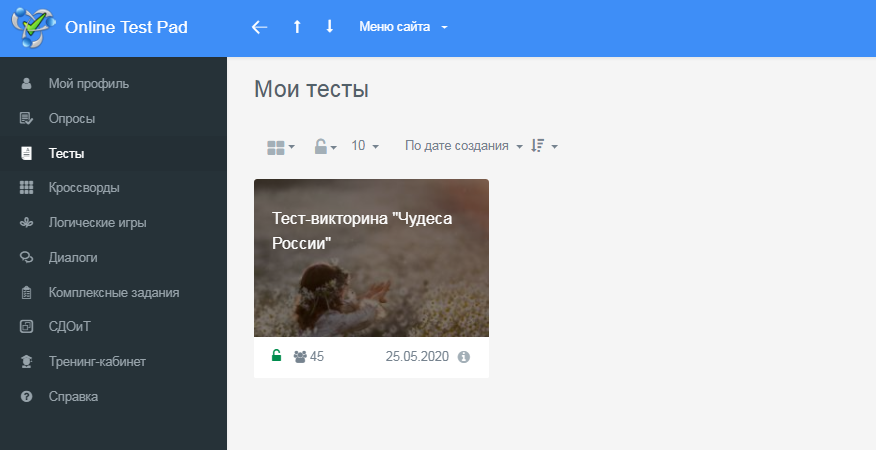 Online Test Pad
Меню сайта
Мой профиль
Опросы
Тесты
Кроссворды
Логические игры
Диалоги
Комплексные задания
СДОиТ
Тренинг-кабинет
Справка
Мои тесты
10
По дате создания
Тест-викторина "Чудеса
России"
45
25.05.2020